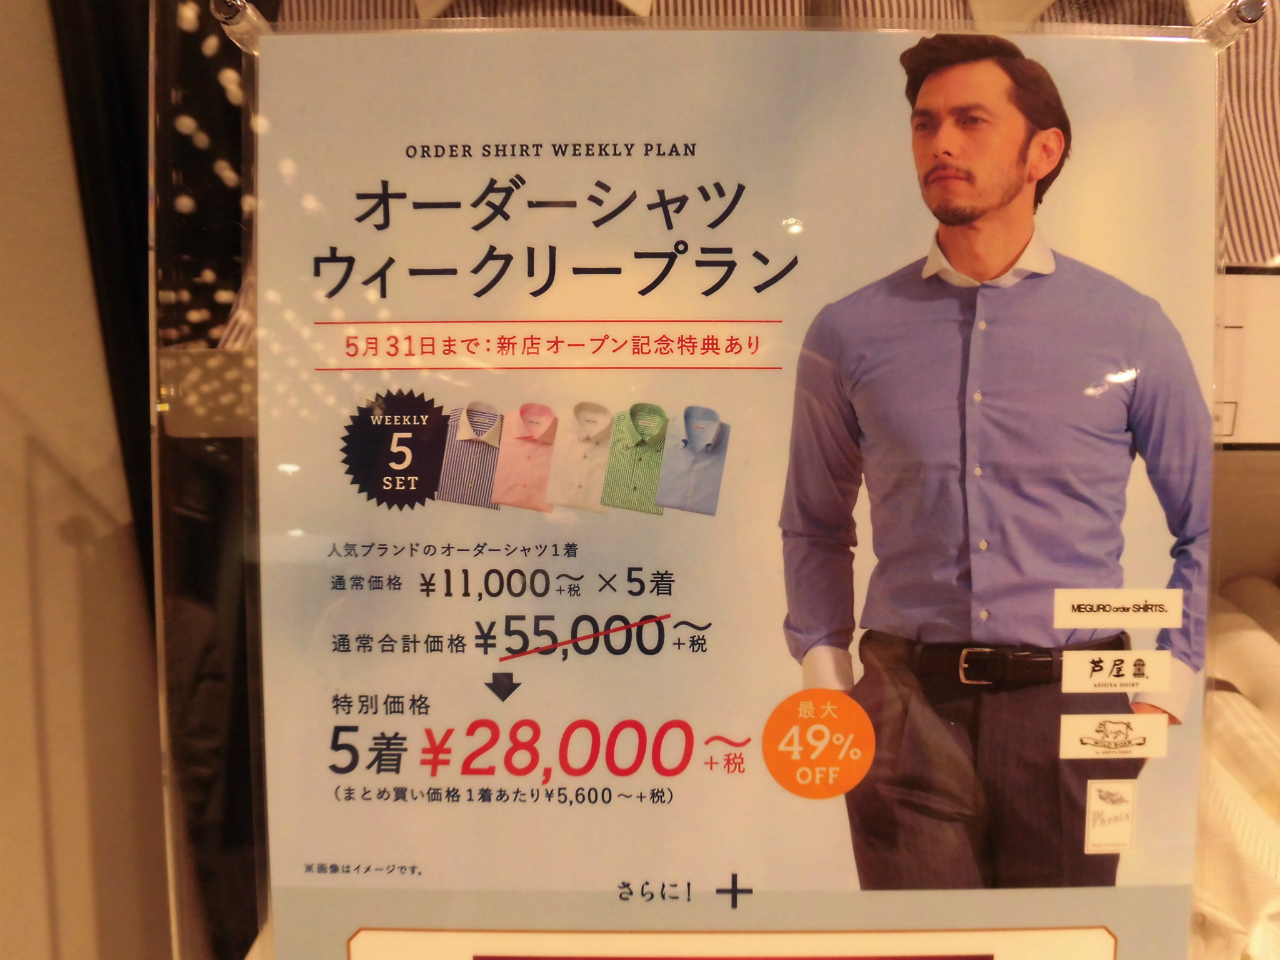 ORDER SHIRT WEEKLY PLAN
オーダーシャツ
ウィークリープラン
5月31日まで：新店オープン記念特典あり
WEEKLY
5
SET
人気ブランドのオーダーシャツ1着
通常価格 ¥11,000〜+税 ×5着
通常合計価格 ¥55,000〜+税
特別価格
5着 ¥28,000〜+税
（まとめ買い価格1着あたり¥5,600〜+税）
最大
49%
OFF
MEGURO order SHIRTS.
芦屋
ASHIYA SHIRT
WILD BOAR
Phenix
※画像はイメージです。
さらに！ ＋